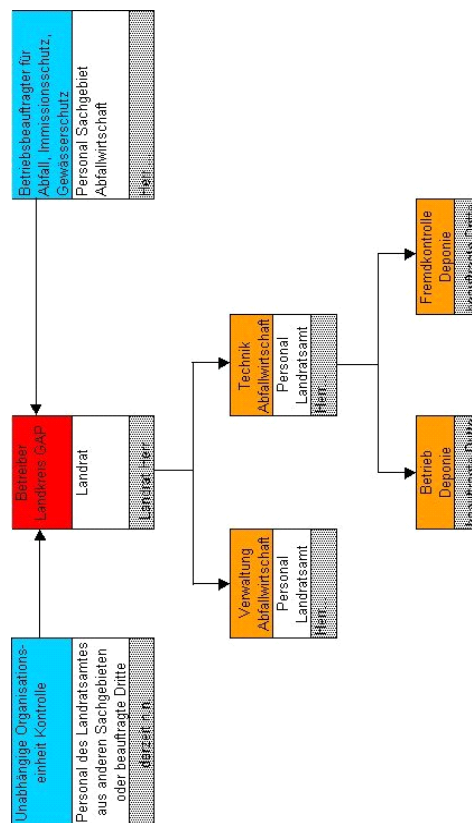 Unabhängige Organisations-
einheit Kontrolle
Personal des Landratsamtes
aus anderen Sachgebieten
oder beauftragte Dritte
derzeit n.n.
Betreiber
Landkreis GAP
Landrat
Landrat Herr
Betriebsbeauftragter für
Abfall, Immissionsschutz,
Gewässerschutz
Personal Sachgebiet
Abfallwirtschaft
Herr ...
Verwaltung
Abfallwirtschaft
Personal
Landratsamt
Herr...
Technik
Abfallwirtschaft
Personal
Landratsamt
Herr...
Betrieb
Deponie
Fremdkontrolle
Deponie